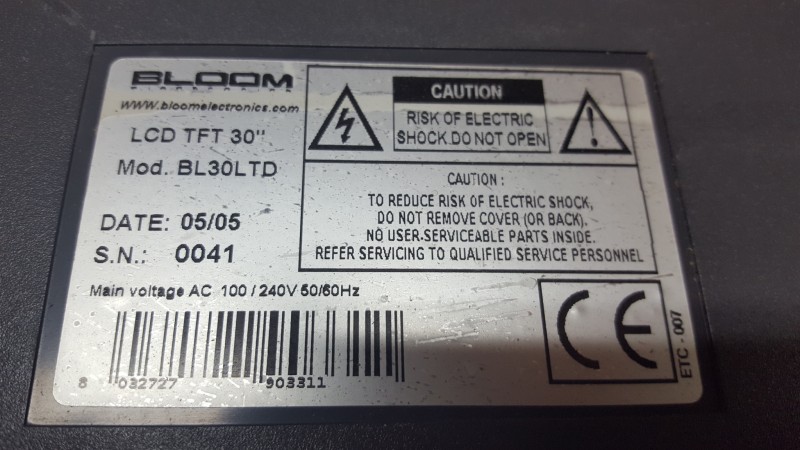 BLOOM
www.bloomelectronics.com
LCD TFT 30"
Mod. BL30LTD
DATE: 05/05
S.N.: 0041
CAUTION
RISK OF ELECTRIC
SHOCK.DO NOT OPEN
CAUTION :
TO REDUCE RISK OF ELECTRIC SHOCK,
DO NOT REMOVE COVER (OR BACK).
NO USER-SERVICEABLE PARTS INSIDE.
REFER SERVICING TO QUALIFIED SERVICE PERSONNEL
Main voltage AC 100 / 240V 50/60Hz
8 032727 903311
CE
ETC - 007